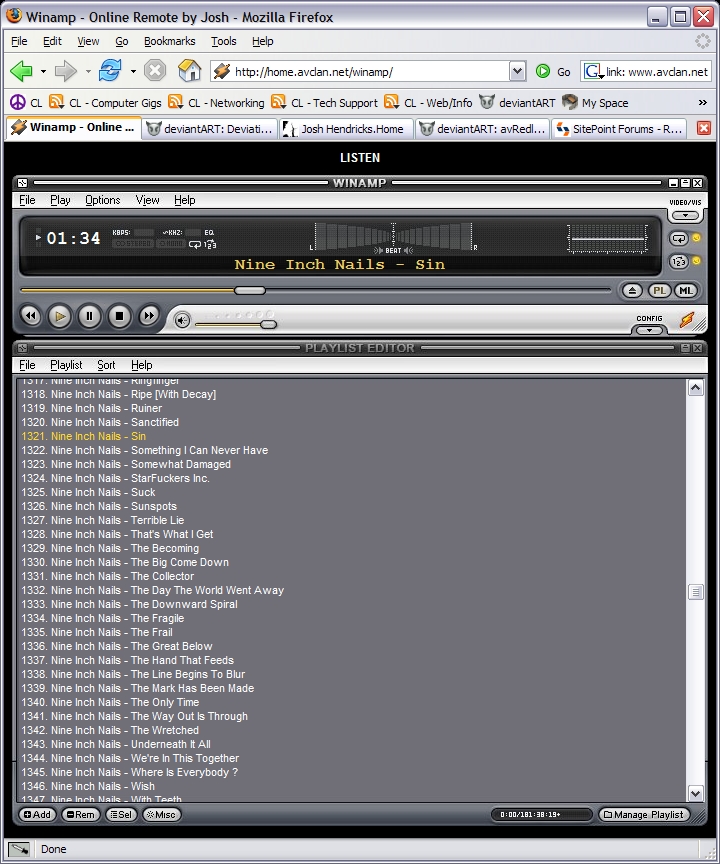 Winamp - Online Remote by Josh - Mozilla Firefox
File Edit View Go Bookmarks Tools Help
http://home.avclan.net/winamp/ Go link: www.avclan.net
CL CL - Computer Gigs CL - Networking CL - Tech Support CL - Web/Info deviantART My Space »
Winamp - Online ... deviantART: Deviati... Josh Hendricks.Home deviantART: avRedl... SitePoint Forums - R...
LISTEN
WINAMP
File Play Options View Help
VIDEO/VIS
01:34 KBPS: KHZ: EQ
123
L R
BEAT
123
Nine Inch Nails - Sin
PL ML
CONFIG
PLAYLIST EDITOR
File Playlist Sort Help
1317. Nine Inch Nails - Ringfinger
1318. Nine Inch Nails - Ripe [With Decay]
1319. Nine Inch Nails - Ruiner
1320. Nine Inch Nails - Sanctified
1321. Nine Inch Nails - Sin
1322. Nine Inch Nails - Something I Can Never Have
1323. Nine Inch Nails - Somewhat Damaged
1324. Nine Inch Nails - StarFuckers Inc.
1325. Nine Inch Nails - Suck
1326. Nine Inch Nails - Sunspots
1327. Nine Inch Nails - Terrible Lie
1328. Nine Inch Nails - That's What I Get
1329. Nine Inch Nails - The Becoming
1330. Nine Inch Nails - The Big Come Down
1331. Nine Inch Nails - The Collector
1332. Nine Inch Nails - The Day The World Went Away
1333. Nine Inch Nails - The Downward Spiral
1334. Nine Inch Nails - The Fragile
1335. Nine Inch Nails - The Frail
1336. Nine Inch Nails - The Great Below
1337. Nine Inch Nails - The Hand That Feeds
1338. Nine Inch Nails - The Line Begins To Blur
1339. Nine Inch Nails - The Mark Has Been Made
1340. Nine Inch Nails - The Only Time
1341. Nine Inch Nails - The Way Out Is Through
1342. Nine Inch Nails - The Wretched
1343. Nine Inch Nails - Underneath It All
1344. Nine Inch Nails - We're In This Together
1345. Nine Inch Nails - Where Is Everybody ?
1346. Nine Inch Nails - Wish
1347. Nine Inch Nails - With Teeth
Add Rem Sel Misc 0:00/181:38:19+ Manage Playlist
Done